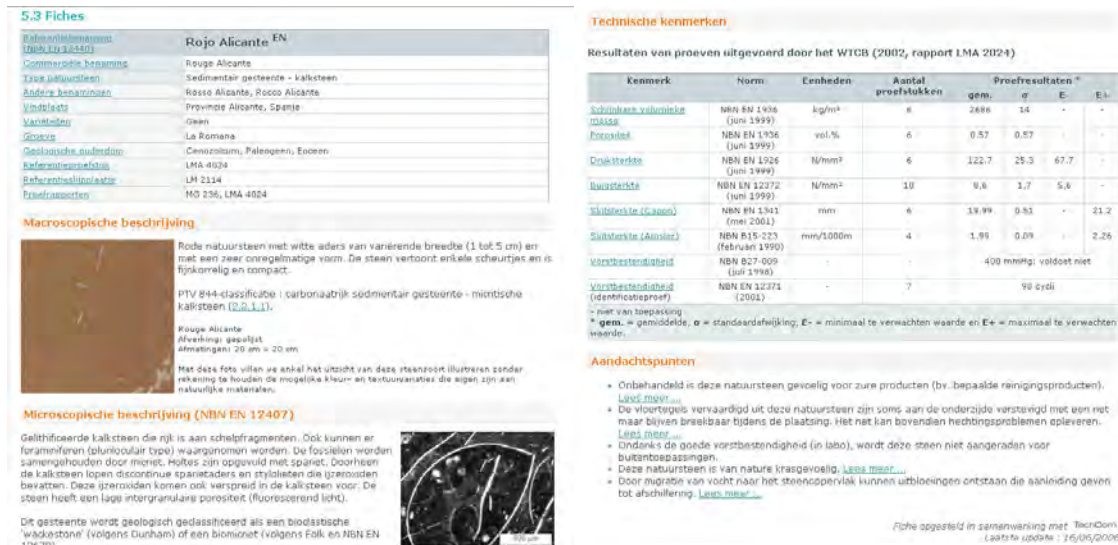 5.3 Fiches
Referentiebenaming
(NBN EN 12440)
Rojo Alicante EN
Commerciële benaming Rouge Alicante
Type natuursteen Sedimentair gesteente - kalksteen
Andere benamingen Rosso Alicante, Rocco Alicante
Vindplaats Provincie Alicante, Spanje
Variëteiten Geen
Groeve La Romana
Geologische ouderdom Cenozoïkum, Paleogeen, Eoceen
Referentieproefstuk LMA 4024
Referentieslijpplaatje LM 2114
Proefrapporten MO 236, LMA 4024
Macroscopische beschrijving
Rode natuursteen met witte aders van variërende breedte (1 tot 5 cm) en
met een zeer onregelmatige vorm. De steen vertoont enkele scheurtjes en is
fijnkorrelig en compact.
PTV 844-classificatie : carbonaatrijk sedimentair gesteente - micritische
kalksteen (2.2.1.1).
Rouge Alicante
Afwerking: gepolijst
Afmetingen: 20 cm x 20 cm
Met deze foto willen we enkel het uitzicht van deze steensoort illustreren zonder
rekening te houden de mogelijke kleur- en textuurvariaties die eigen zijn aan
natuurlijke materialen.
Microscopische beschrijving (NBN EN 12407)
Gelithificeerde kalksteen die rijk is aan schelpfragmenten. Ook kunnen er
foraminiferen (pluriloculair type) waargenomen worden. De fossielen worden
samengehouden door micriet. Holtes zijn opgevuld met spariet. Doorheen
de kalksteen lopen discontinue sparietaders en stylolieten die ijzeroxiden
bevatten. Deze ijzeroxiden komen ook verspreid in de kalksteen voor. De
steen heeft een lage intergranulaire porositeit (fluorescerend licht).
Dit gesteente wordt geologisch geclassificeerd als een bioclastische
'wackestone' (volgens Dunham) of een biomicriet (volgens Folk en NBN EN
12670).
Technische kenmerken
Resultaten van proeven uitgevoerd door het WTCB (2002, rapport LMA 2024)
Kenmerk Norm Eenheden Aantal proefstukken Proefresultaten *
gem. σ E- E+
Schijnbare volumieke massa NBN EN 1936 (juni 1999) kg/m³ 6 2686 14 - -
Porositeit NBN EN 1936 (juni 1999) vol.% 6 0.57 0.57 - -
Druksterkte NBN EN 1926 (juni 1999) N/mm² 6 122.7 25.3 67.7 -
Buigsterkte NBN EN 12372 (juni 1999) N/mm² 10 9,6 1,7 5,6 -
Slijtsterkte (Capon) NBN EN 1341 (mei 2001) mm 6 19.99 0.51 - 21.2
Slijtsterkte (Amsler) NBN B15-223 (februari 1990) mm/1000m 4 1.99 0.09 - 2.26
Vorstbestendigheid NBN B27-009 (juli 1998) - - 400 mmHg: voldoet niet
Vorstbestendigheid (identificatieproef) NBN EN 12371 (2001) - 7 90 cycli
- niet van toepassing
* gem. = gemiddelde, σ = standaardafwijking, E- = minimaal te verwachten waarde en E+ = maximaal te verwachten
waarde.
Aandachtspunten
Onbehandeld is deze natuursteen gevoelig voor zure producten (bv. bepaalde reinigingsproducten).
Lees meer ...
De vloertegels vervaardigd uit deze natuursteen zijn soms aan de onderzijde verstevigd met een net
maar blijven breekbaar tijdens de plaatsing. Het net kan bovendien hechtingsproblemen opleveren.
Lees meer ...
Ondanks de goede vorstbestendigheid (in labo), wordt deze steen niet aangeraden voor
buitentoepassingen.
Deze natuursteen is van nature krasgevoelig. Lees meer ...
Door migratie van vocht naar het steenoppervlak kunnen uitbloeiingen ontstaan die aanleiding geven
tot afschilfering. Lees meer ...
Fiche opgesteld in samenwerking met TechCom
Laatste update : 16/06/200